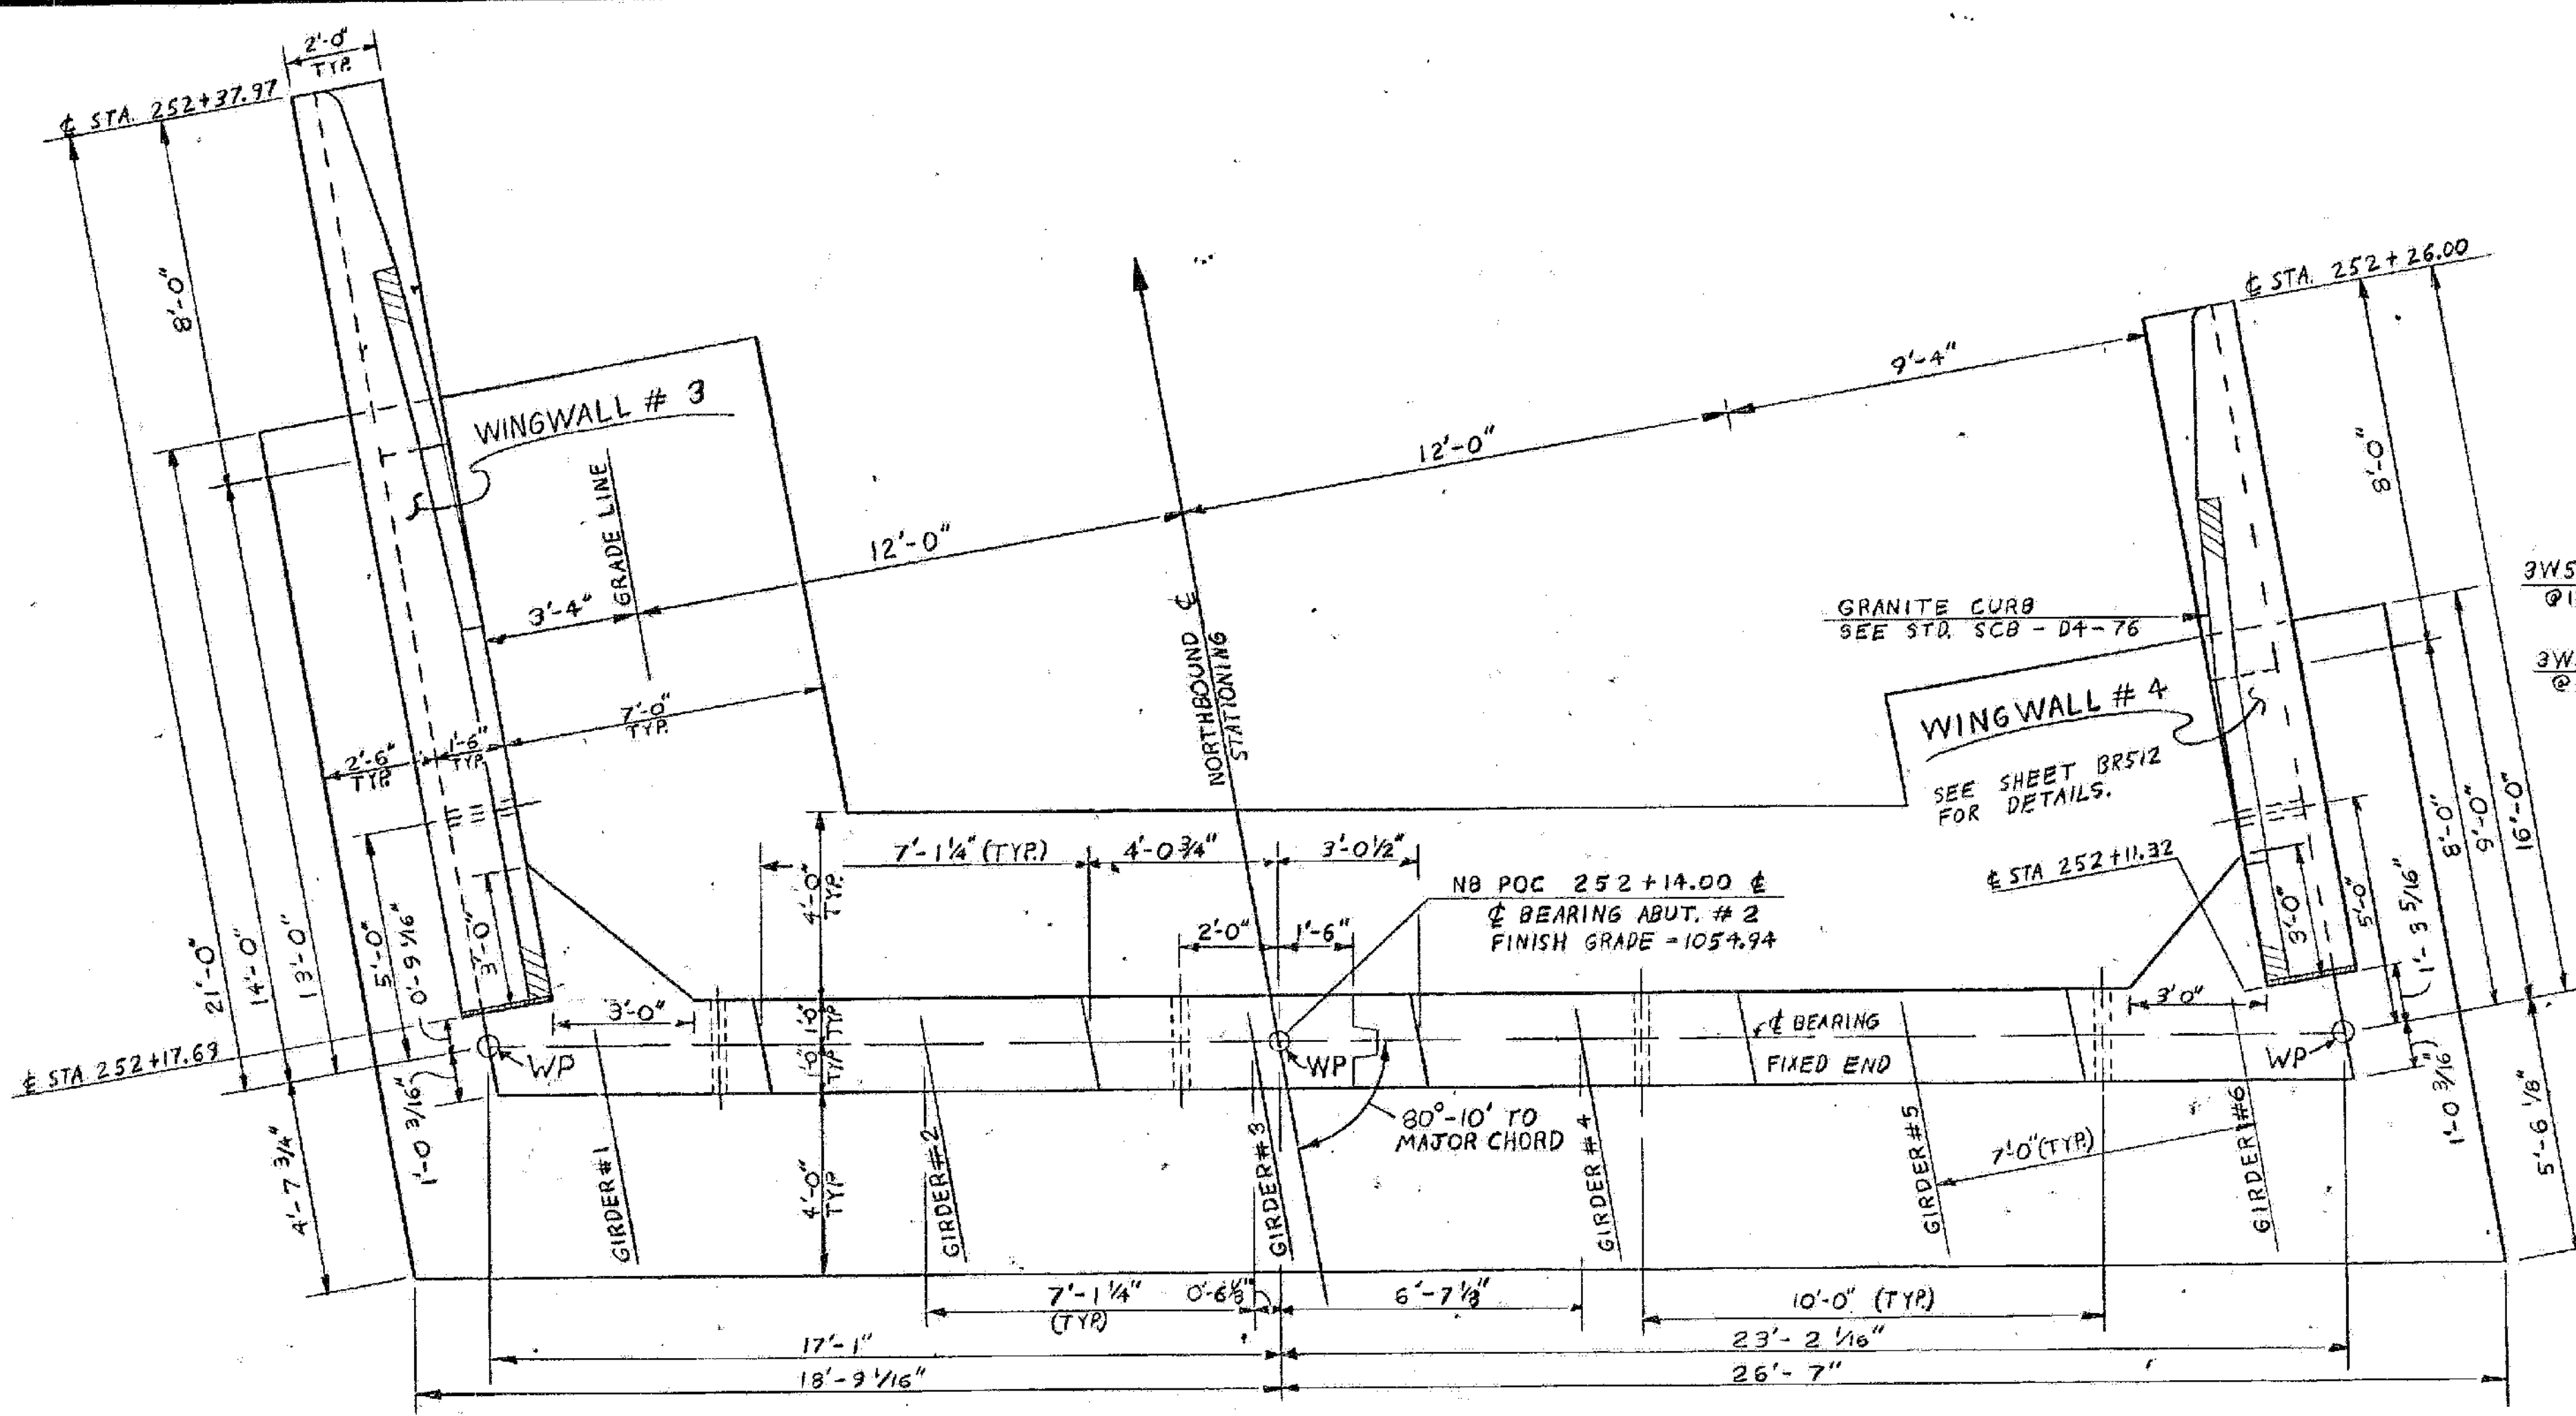 2'-0"
TYP.
₵ STA. 252+37.97
8'-0"
WINGWALL # 3
GRADE LINE
3'-4"
12'-0"
12'-0"
9'-4"
₵ STA. 252+26.00
8'-0"
NORTHBOUND ₵
STATIONING
GRANITE CURB
SEE STD. SCB - D4-76
WINGWALL # 4
SEE SHEET BR512
FOR DETAILS.
7'-0"
TYP.
2'-6"
TYP.
1'-6"
TYP.
7'-1 1/4" (TYP.)
4'-0 3/4"
3'-0 1/2"
4'-0"
TYP.
2'-0"
1'-6"
NB POC 252+14.00 ₵
₵ BEARING ABUT. # 2
FINISH GRADE = 1054.94
₵ STA 252+11.32
21'-0"
14'-0"
13'-0"
5'-0"
0'-9 9/16"
3'-0"
3'-0"
₵ STA. 252+17.69
WP
1'-0"
TYP
1'-0"
TYP
WP
₵ BEARING
FIXED END
WP
3'0"
3'-0"
5'-0"
1'-3 5/16"
8'-0"
9'-0"
16'-0"
3W5
@1
3W
@
4'-7 3/4"
1'-0 3/16"
GIRDER#1
4'-0"
TYP
GIRDER#2
GIRDER#3
80°-10' TO
MAJOR CHORD
GIRDER#4
GIRDER#5
7'-0"(TYP.)
GIRDER#6
1'-0 3/16"
5'-6 1/8"
7'-1 1/4"
(TYP.)
6'-7 1/8"
10'-0" (TYP.)
17'-1"
23'-2 1/16"
18'-9 1/16"
26'-7"